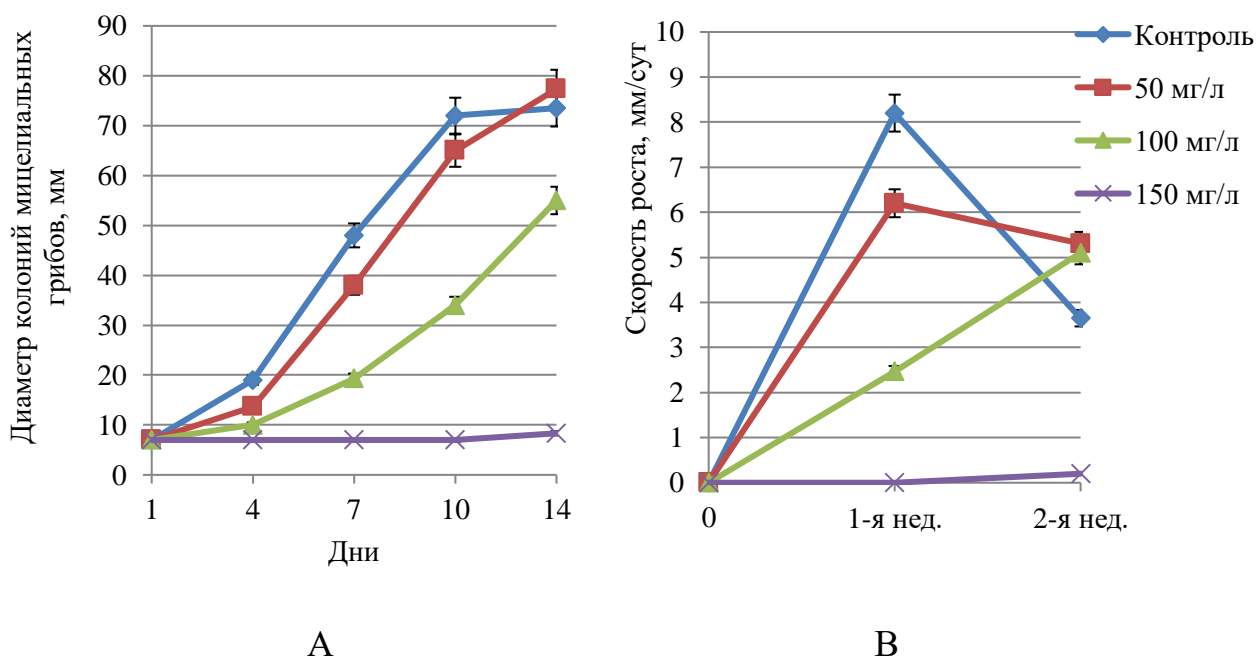 Диаметр колоний мицелиальных
грибов, мм
90
80
70
60
50
40
30
20
10
0
1 4 7 10 14
Дни
А
Скорость роста, мм/сут
10
9
8
7
6
5
4
3
2
1
0
0 1-я нед. 2-я нед.
Контроль
50 мг/л
100 мг/л
150 мг/л
В